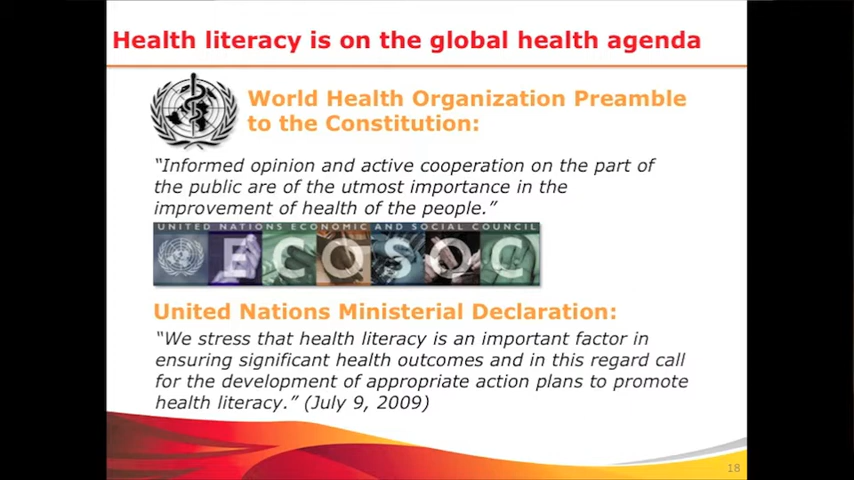 Health literacy is on the global health agenda
World Health Organization Preamble
to the Constitution:
“Informed opinion and active cooperation on the part of
the public are of the utmost importance in the
improvement of health of the people.”
UNITED NATIONS ECONOMIC AND SOCIAL COUNCIL
ECOSOC
United Nations Ministerial Declaration:
“We stress that health literacy is an important factor in
ensuring significant health outcomes and in this regard call
for the development of appropriate action plans to promote
health literacy.” (July 9, 2009)
18